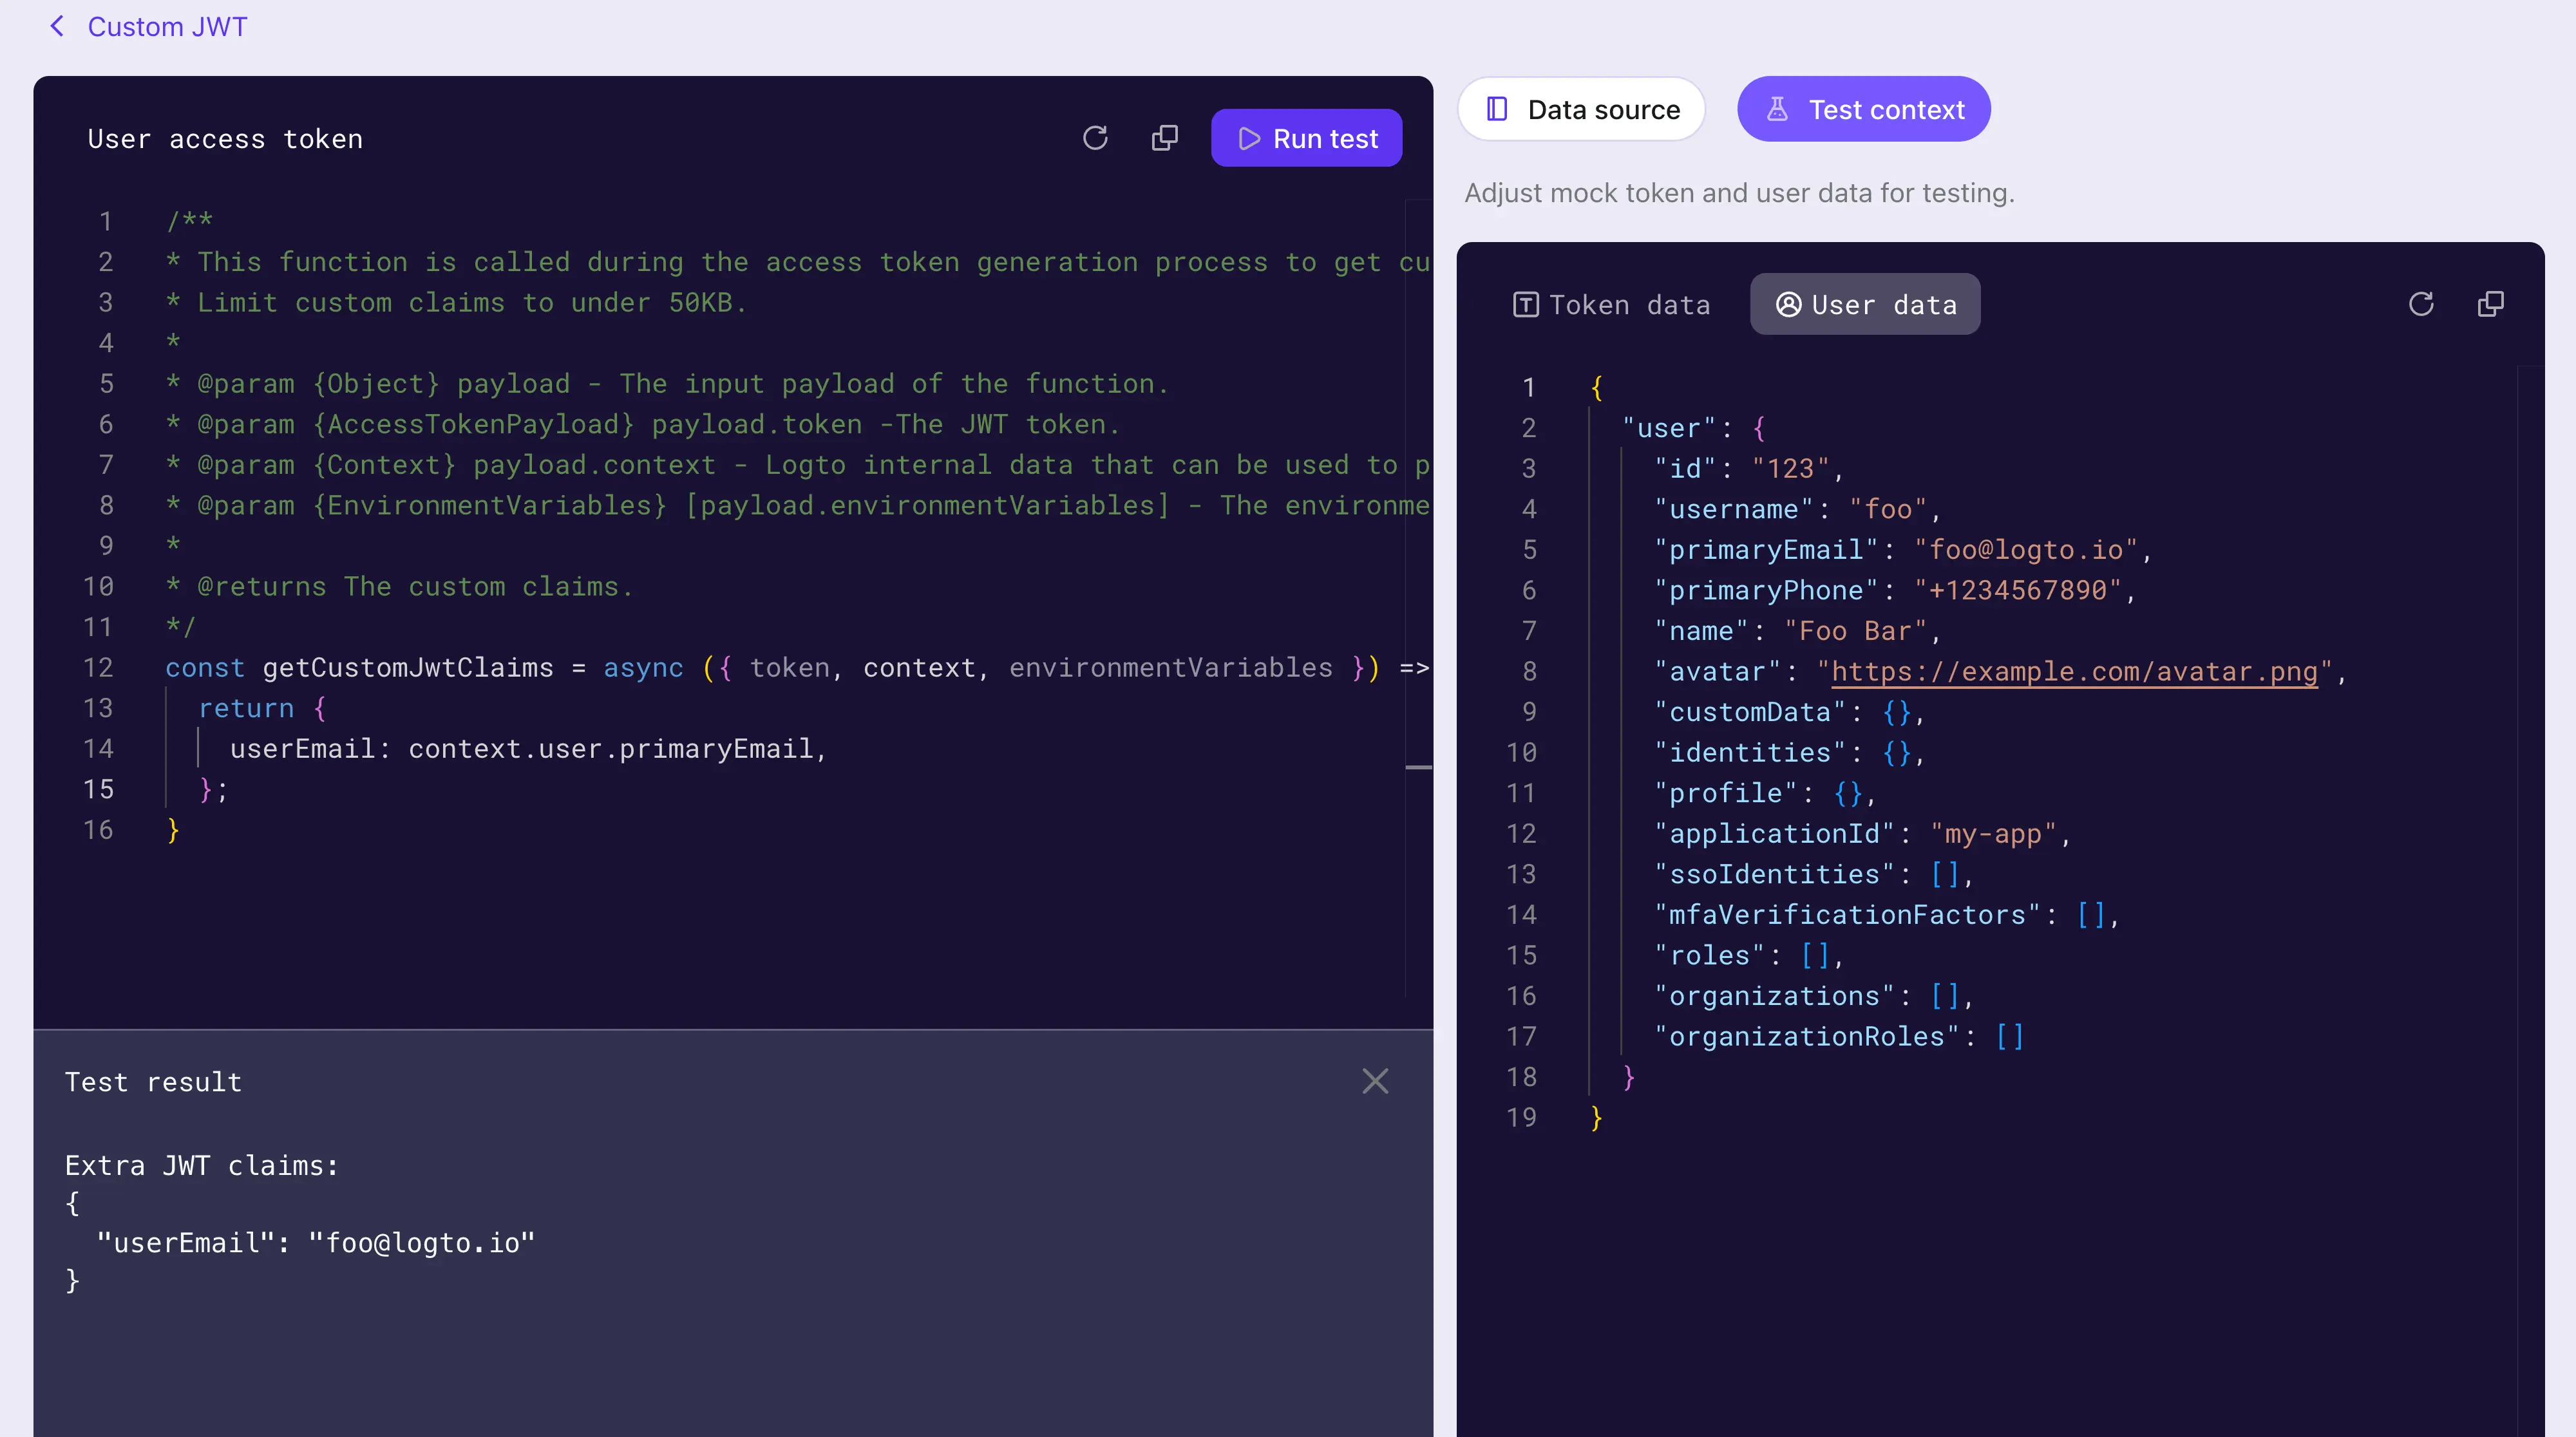 Custom JWT
User access token
Run test
1 /**
2 * This function is called during the access token generation process to get cu
3 * Limit custom claims to under 50KB.
4 *
5 * @param {Object} payload - The input payload of the function.
6 * @param {AccessTokenPayload} payload.token -The JWT token.
7 * @param {Context} payload.context - Logto internal data that can be used to p
8 * @param {EnvironmentVariables} [payload.environmentVariables] - The environme
9 *
10 * @returns The custom claims.
11 */
12 const getCustomJwtClaims = async ({ token, context, environmentVariables }) =>
13 return {
14 userEmail: context.user.primaryEmail,
15 };
16 }
Test result
Extra JWT claims:
{
"userEmail": "foo@logto.io"
}
Data source
Test context
Adjust mock token and user data for testing.
Token data
User data
1 {
2 "user": {
3 "id": "123",
4 "username": "foo",
5 "primaryEmail": "foo@logto.io",
6 "primaryPhone": "+1234567890",
7 "name": "Foo Bar",
8 "avatar": "https://example.com/avatar.png",
9 "customData": {},
10 "identities": {},
11 "profile": {},
12 "applicationId": "my-app",
13 "ssoIdentities": [],
14 "mfaVerificationFactors": [],
15 "roles": [],
16 "organizations": [],
17 "organizationRoles": []
18 }
19 }